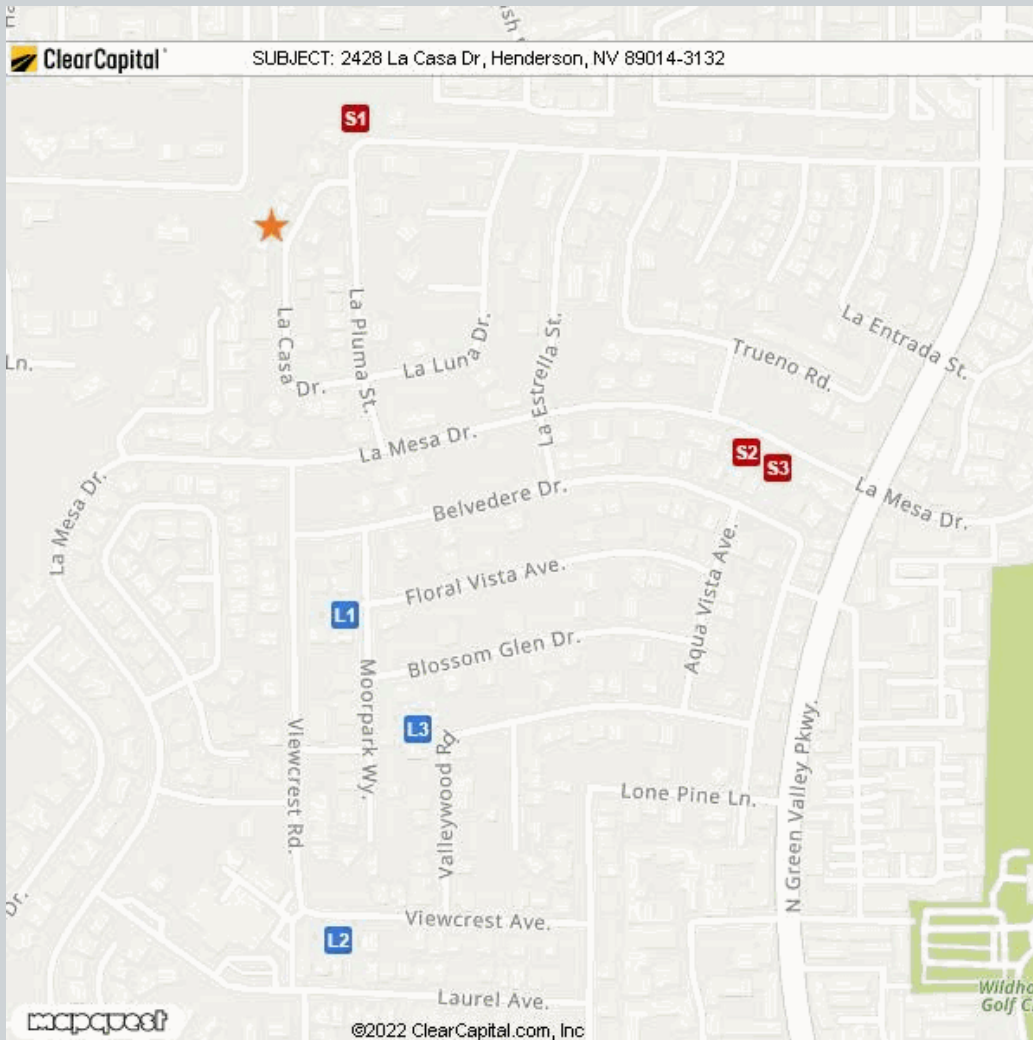 ClearCapital
SUBJECT: 2428 La Casa Dr, Henderson, NV 89014-3132
S1
La Casa Dr.
La Pluma St.
La Luna Dr.
La Estrella St.
La Entrada St.
Trueno Rd.
Ln.
La Mesa Dr.
S2
S3
La Mesa Dr.
La Mesa Dr.
Belvedere Dr.
Floral Vista Ave.
Aqua Vista Ave.
L1
Blossom Glen Dr.
Moorpark Wy.
L3
Viewcrest Rd.
Valleywood Rd
Lone Pine Ln.
N Green Valley Pkwy.
Dr.
Viewcrest Ave.
L2
Laurel Ave.
Golf C
mapquest
©2022 ClearCapital.com, Inc